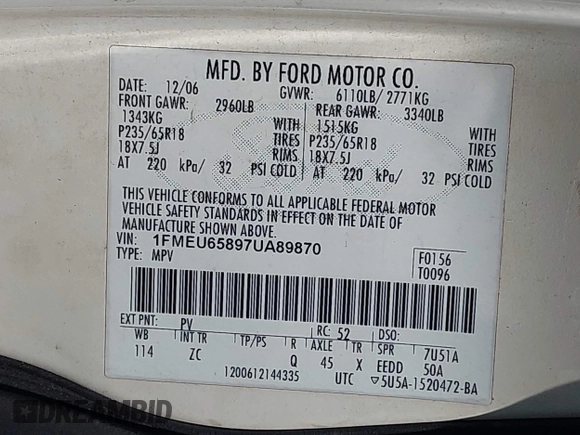 MFD. BY FORD MOTOR CO.
DATE: 12/06 GVWR: 6110LB/ 2771KG
FRONT GAWR: 2960LB REAR GAWR: 3340LB
1343KG WITH 1515KG WITH
P235/65R18 TIRES P235/65R18 TIRES
18X7.5J RIMS 18X7.5J RIMS
AT 220 kPa/ 32 PSI COLD AT 220 kPa/ 32 PSI COLD
THIS VEHICLE CONFORMS TO ALL APPLICABLE FEDERAL MOTOR
VEHICLE SAFETY STANDARDS IN EFFECT ON THE DATE OF
MANUFACTURE SHOWN ABOVE.
VIN: 1FMEU65897UA89870 F0156
TYPE: MPV T0096
EXT PNT: PV RC: 52 DSO:
WB INT TR TP/PS R AXLE TR SPR 7U51A
114 ZC Q 45 X EEDD 50A
1200612144335 UTC ▽5U5A-1520472-BA
DREAMBID